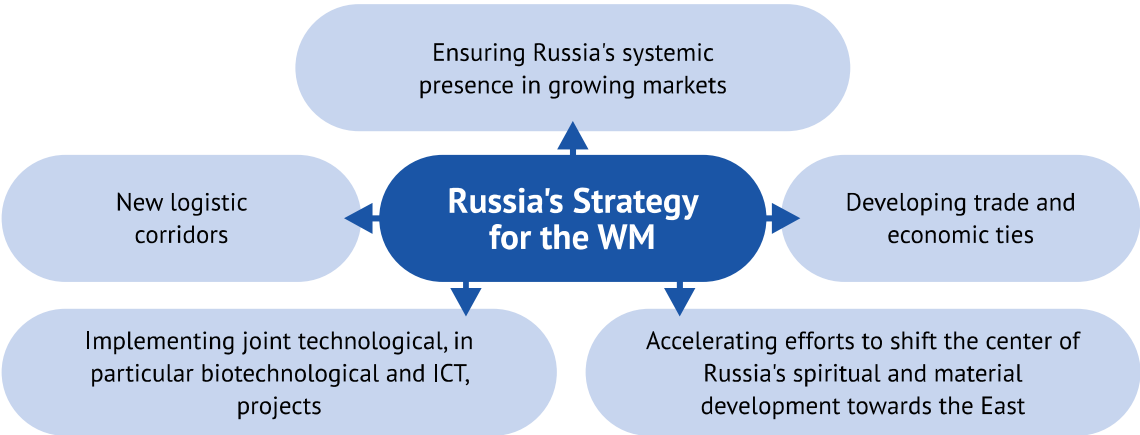 Ensuring Russia's systemic
presence in growing markets
New logistic
corridors
Russia's Strategy
for the WM
Developing trade and
economic ties
Implementing joint technological, in
particular biotechnological and ICT,
projects
Accelerating efforts to shift the center of
Russia's spiritual and material
development towards the East